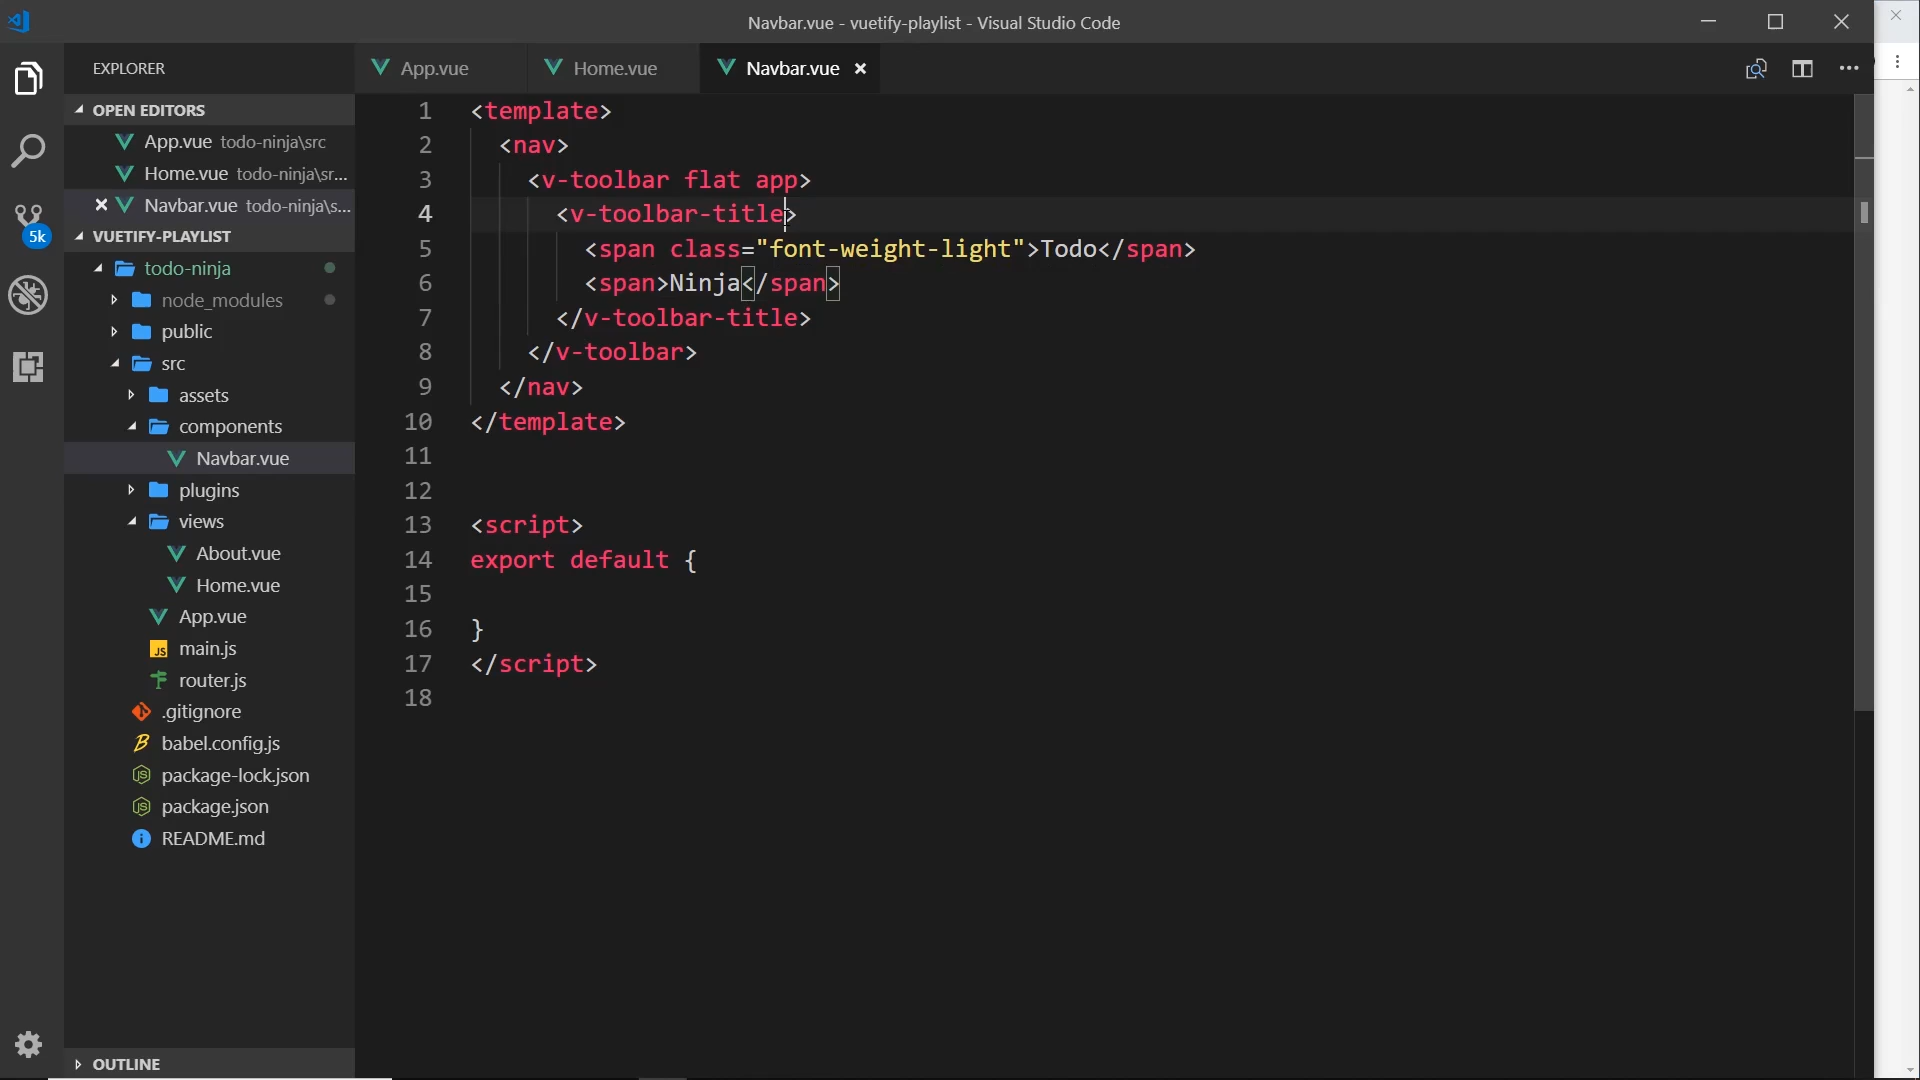 Navbar.vue - vuetify-playlist - Visual Studio Code
EXPLORER
OPEN EDITORS
App.vue todo-ninja\src
Home.vue todo-ninja\sr...
Navbar.vue todo-ninja\s...
5k
VUETIFY-PLAYLIST
todo-ninja
node_modules
public
src
assets
components
Navbar.vue
plugins
views
About.vue
Home.vue
App.vue
JS main.js
router.js
.gitignore
babel.config.js
package-lock.json
package.json
README.md
OUTLINE
App.vue
Home.vue
Navbar.vue
1 <template>
2 <nav>
3 <v-toolbar flat app>
4 <v-toolbar-title>
5 <span class="font-weight-light">Todo</span>
6 <span>Ninja</span>
7 </v-toolbar-title>
8 </v-toolbar>
9 </nav>
10 </template>
11
12
13 <script>
14 export default {
15
16 }
17 </script>
18